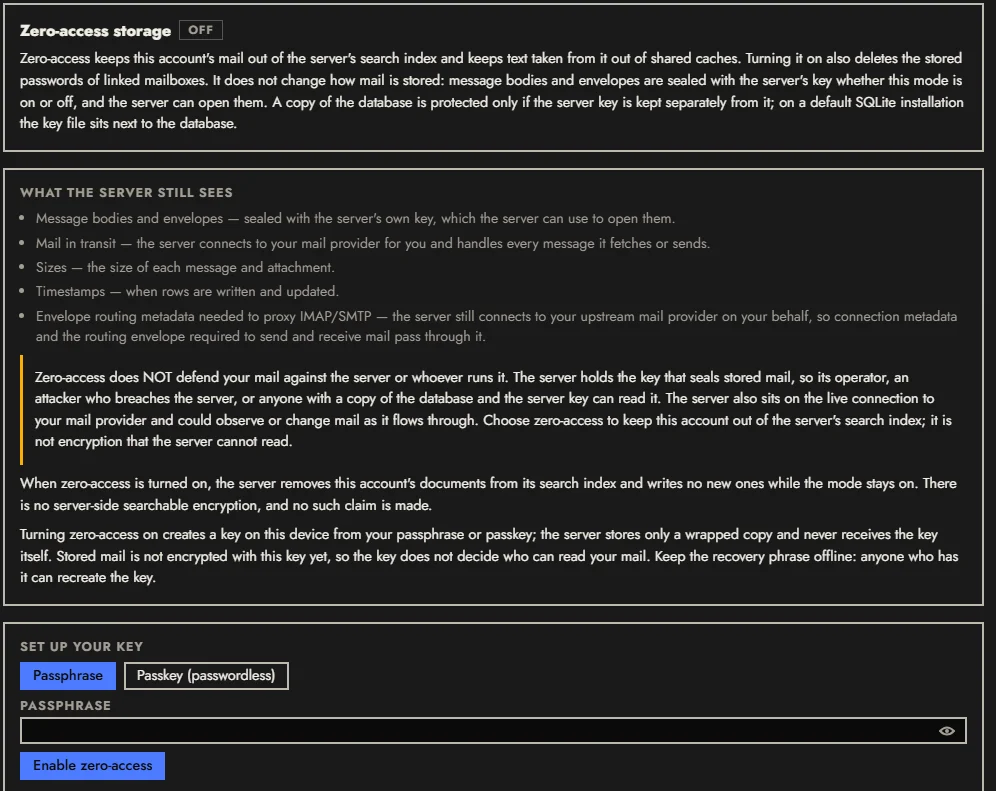 Zero-access storage OFF
Zero-access keeps this account's mail out of the server's search index and keeps text taken from it out of shared caches. Turning it on also deletes the stored
passwords of linked mailboxes. It does not change how mail is stored: message bodies and envelopes are sealed with the server's key whether this mode is
on or off, and the server can open them. A copy of the database is protected only if the server key is kept separately from it; on a default SQLite installation
the key file sits next to the database.
WHAT THE SERVER STILL SEES
• Message bodies and envelopes — sealed with the server's own key, which the server can use to open them.
• Mail in transit — the server connects to your mail provider for you and handles every message it fetches or sends.
• Sizes — the size of each message and attachment.
• Timestamps — when rows are written and updated.
• Envelope routing metadata needed to proxy IMAP/SMTP — the server still connects to your upstream mail provider on your behalf, so connection metadata
and the routing envelope required to send and receive mail pass through it.
Zero-access does NOT defend your mail against the server or whoever runs it. The server holds the key that seals stored mail, so its operator, an
attacker who breaches the server, or anyone with a copy of the database and the server key can read it. The server also sits on the live connection to
your mail provider and could observe or change mail as it flows through. Choose zero-access to keep this account out of the server's search index; it is
not encryption that the server cannot read.
When zero-access is turned on, the server removes this account's documents from its search index and writes no new ones while the mode stays on. There
is no server-side searchable encryption, and no such claim is made.
Turning zero-access on creates a key on this device from your passphrase or passkey; the server stores only a wrapped copy and never receives the key
itself. Stored mail is not encrypted with this key yet, so the key does not decide who can read your mail. Keep the recovery phrase offline: anyone who has
it can recreate the key.
SET UP YOUR KEY
Passphrase Passkey (passwordless)
PASSPHRASE
Enable zero-access